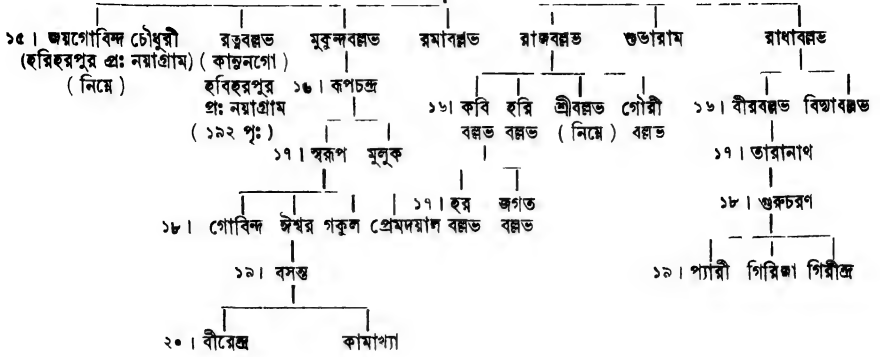 ১৫। জয়গোবিন্দ চৌধুরী রত্নবল্লভ মুকুন্দবল্লভ রমাবল্লভ রাজবল্লভ শুভারাম রাধাবল্লভ
(হরিহরপুর প্রঃ নয়াগ্রাম) ( কানুনগো )
( নিম্নে ) হবিহরপুর ১৬। রূপচন্দ্র ১৬। কবি হরি শ্রীবল্লভ গৌরী ১৬। বীরবল্লভ বিদ্যাবল্লভ
প্রঃ নয়াগ্রাম বল্লভ বল্লভ ( নিম্নে ) বল্লভ
( ১৯২ পৃঃ )
১৭। স্বরূপ মূলুক ১৭। তারানাথ
১৮। গোবিন্দ ঈশ্বর গকুল প্রেমদয়াল ১৭। হর জগত ১৮। গুরুচরণ
বল্লভ বল্লভ
১৯। বসন্ত ১৯। প্যারী গিরিজা গিরীন্দ্র
২০। বীরেন্দ্র কামাখ্যা